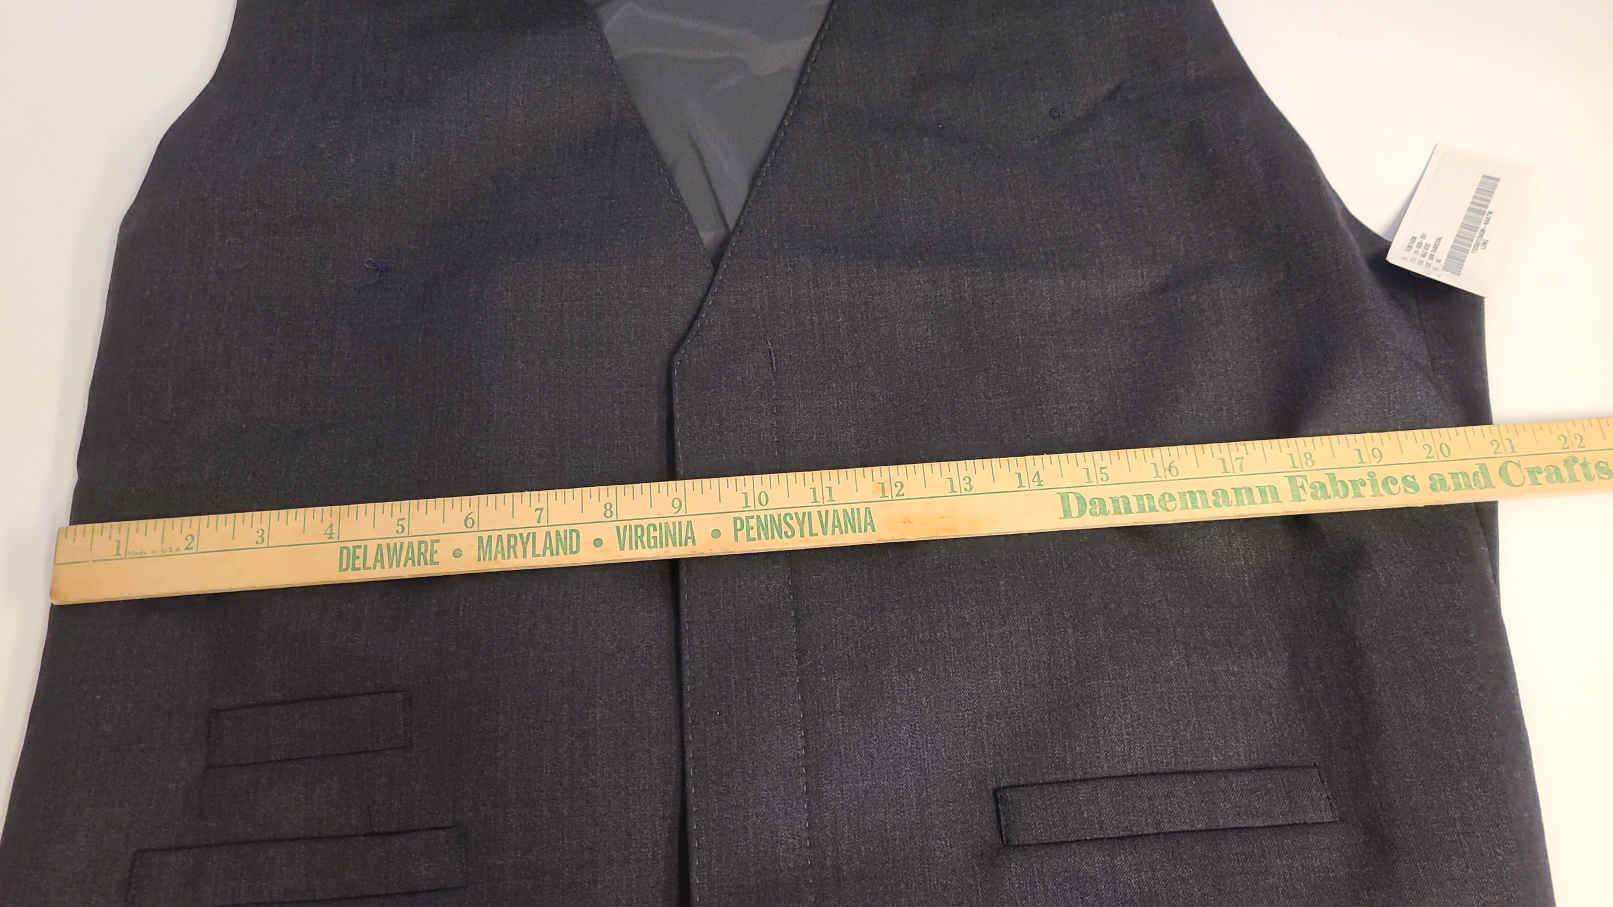 1 2 3 4 5 6 7 8 9 10 11 12 13 14 15 16 17 18 19 20 21 22
DELAWARE • MARYLAND • VIRGINIA • PENNSYLVANIA
Dannemann Fabrics and Crafts